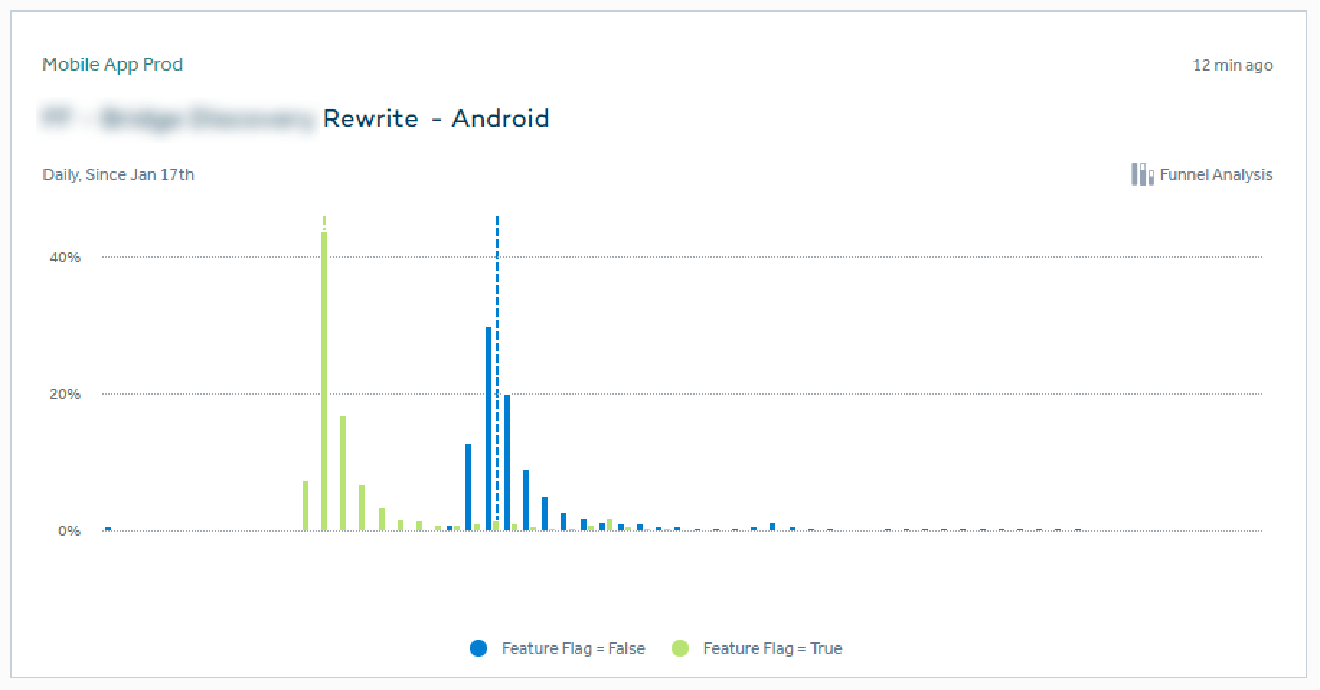 Mobile App Prod
12 min ago
Rewrite - Android
Daily, Since Jan 17th
Funnel Analysis
40%
20%
0%
Feature Flag = False
Feature Flag = True